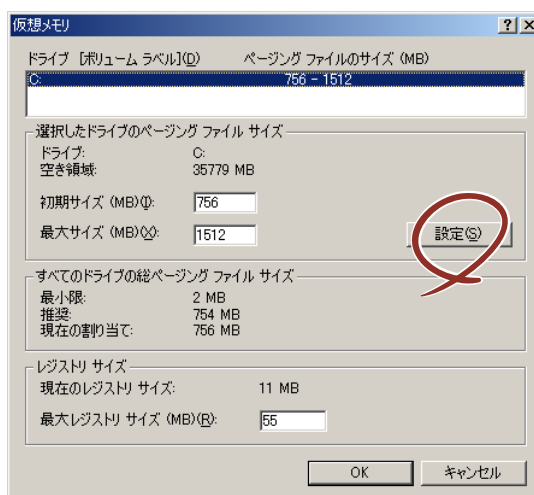 仮想メモリ
ドライブ [ボリューム ラベル](D) ページング ファイルのサイズ (MB)
C: 756 - 1512
選択したドライブのページング ファイル サイズ
ドライブ: C:
空き領域: 35779 MB
初期サイズ (MB)(I): 756
最大サイズ (MB)(X): 1512
設定(S)
すべてのドライブの総ページング ファイル サイズ
最小限: 2 MB
推奨: 754 MB
現在の割り当て: 756 MB
レジストリ サイズ
現在のレジストリ サイズ: 11 MB
最大レジストリ サイズ (MB)(R): 55
OK キャンセル